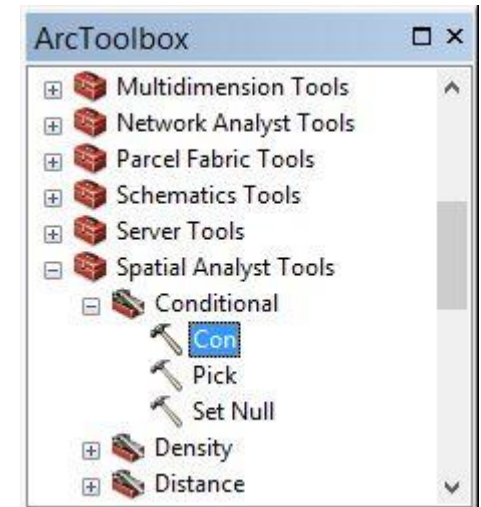 ArcToolbox
Multidimension Tools
Network Analyst Tools
Parcel Fabric Tools
Schematics Tools
Server Tools
Spatial Analyst Tools
Conditional
Con
Pick
Set Null
Density
Distance